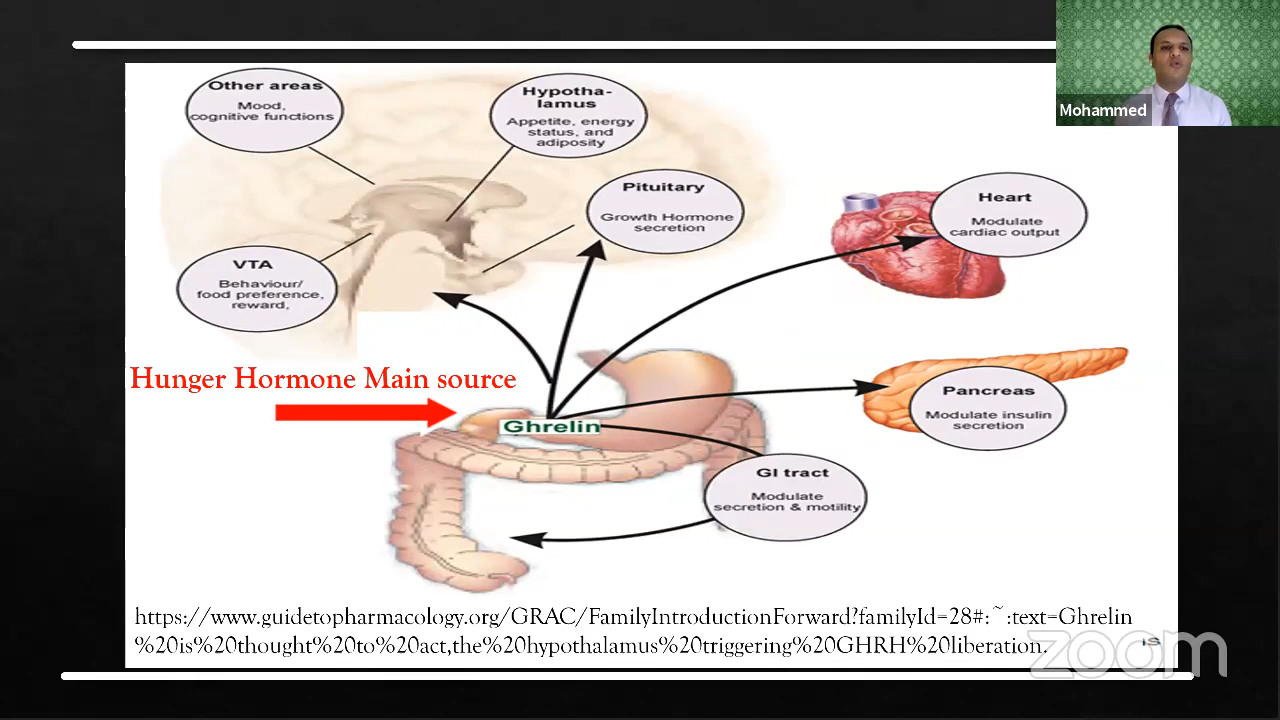 Other areas
Mood,
cognitive functions
Hypotha-
lamus
Appetite, energy
status, and
adiposity
Mohammed
Pituitary
Growth Hormone
secretion
Heart
Modulate
cardiac output
VTA
Behaviour/
food preference,
reward,
Hunger Hormone Main source
Ghrelin
Pancreas
Modulate insulin
secretion
GI tract
Modulate
secretion & motility
https://www.guidetopharmacology.org/GRAC/FamilyIntroductionForward?familyId=28#:~:text=Ghrelin
%20is%20thought%20to%20act,the%20hypothalamus%20triggering%20GHRH%20liberation.
is
zoom